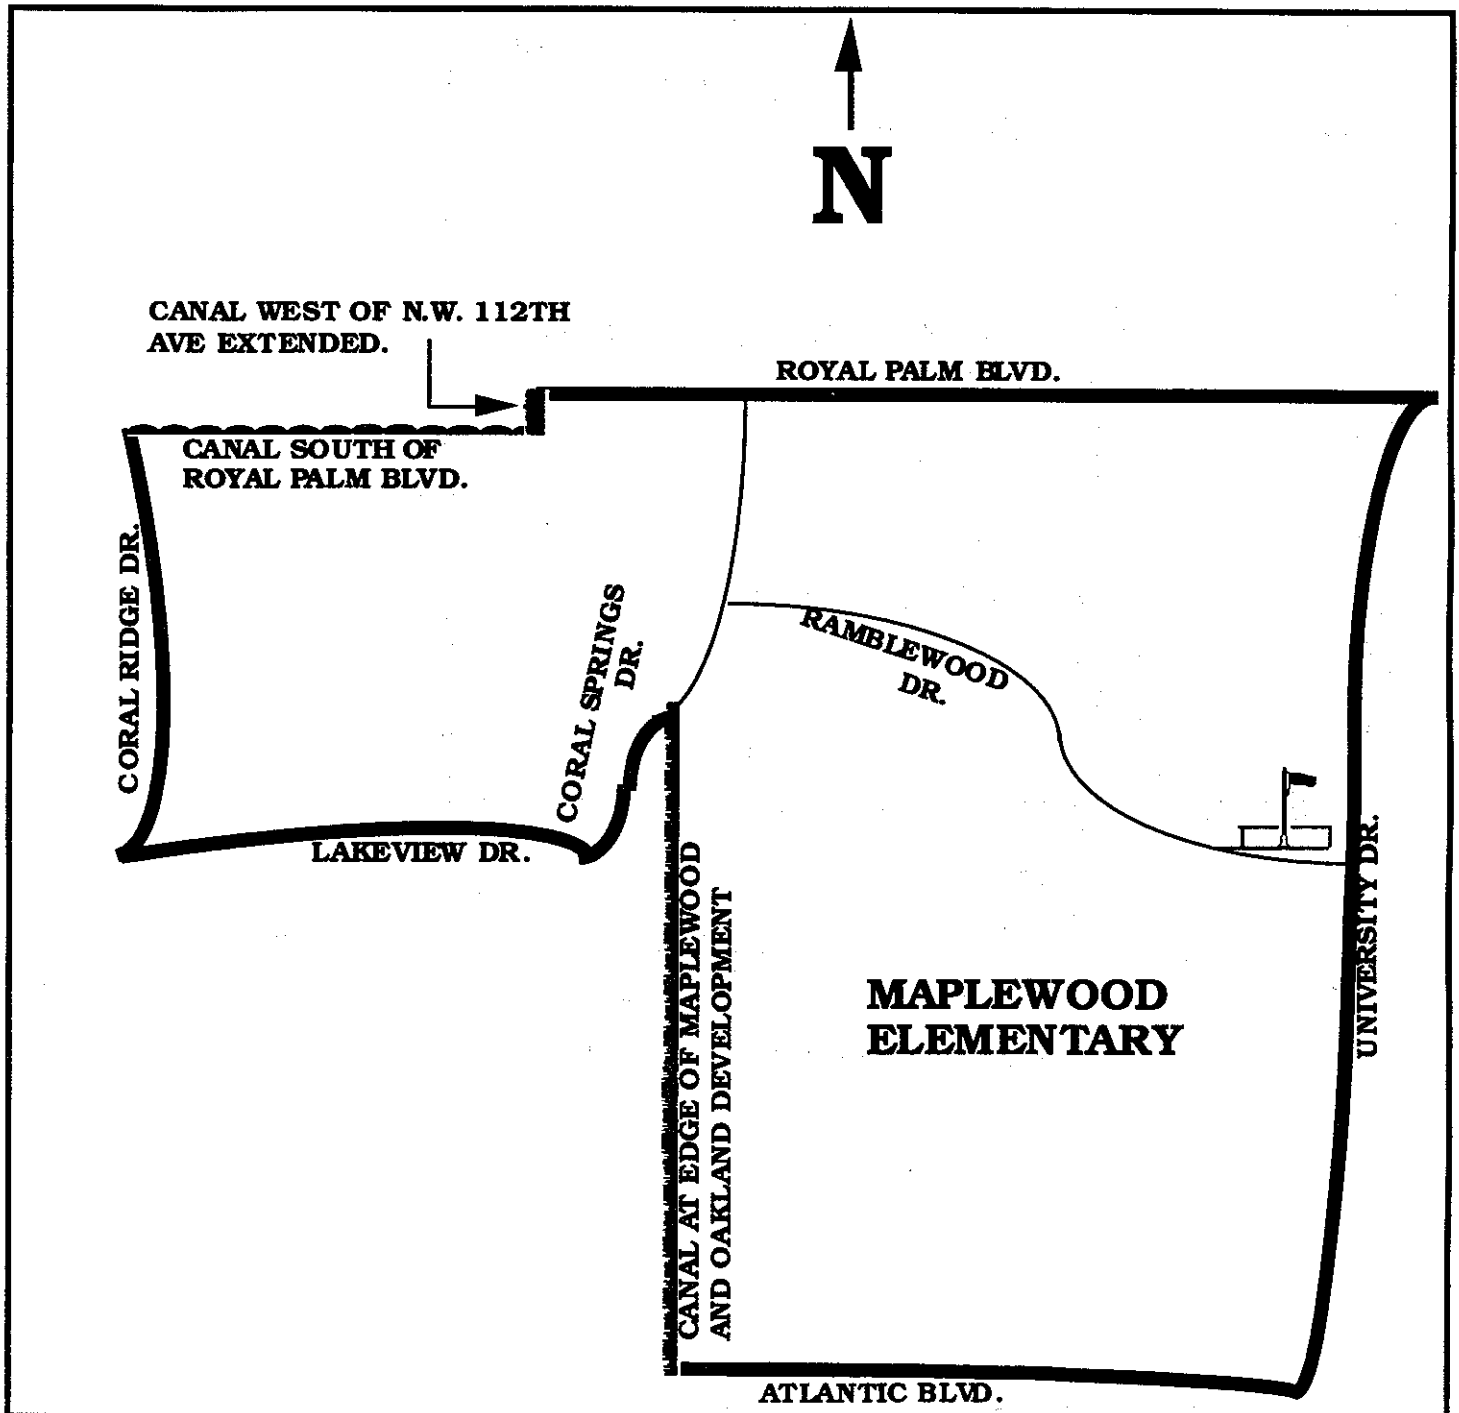 N
CANAL WEST OF N.W. 112TH
AVE EXTENDED.
ROYAL PALM BLVD.
CANAL SOUTH OF
ROYAL PALM BLVD.
CORAL RIDGE DR.
CORAL SPRINGS
DR.
RAMBLEWOOD
DR.
LAKEVIEW DR.
UNIVERSITY DR.
CANAL AT EDGE OF MAPLEWOOD
AND OAKLAND DEVELOPMENT
MAPLEWOOD
ELEMENTARY
ATLANTIC BLVD.